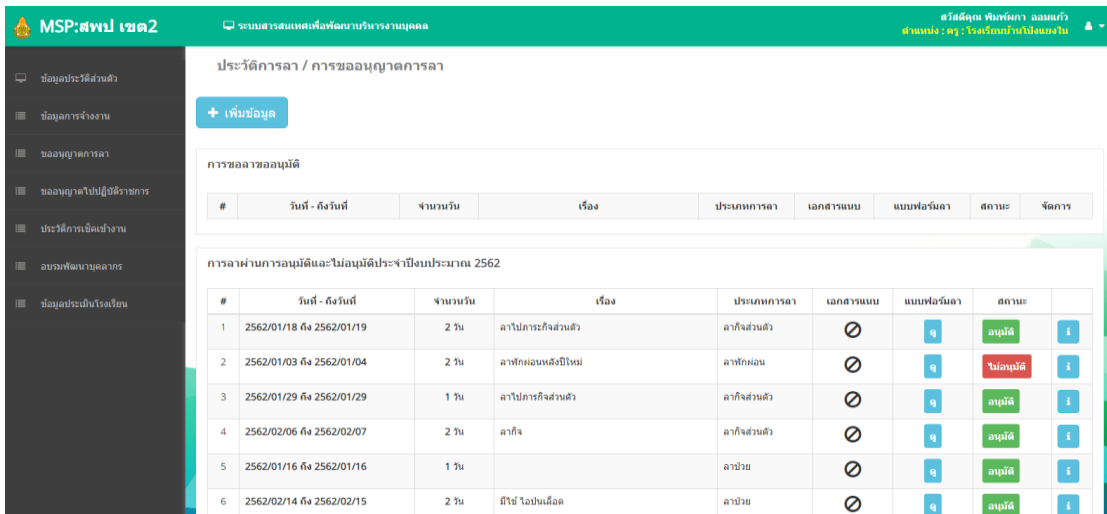 MSP:สพป เขต2
ระบบสารสนเทศเพื่อพัฒนาบริหารงานบุคคล
สวัสดีคุณ พิมพ์ผกา ออมแก้ว
ตำแหน่ง : ครู : โรงเรียนบ้านโป่งแยงใน
ข้อมูลประวัติส่วนตัว
ข้อมูลการจ้างงาน
ขออนุญาตการลา
ขออนุญาตไปปฏิบัติราชการ
ประวัติการเช็คเข้างาน
อบรมพัฒนาบุคลากร
ข้อมูลประเมินโรงเรียน
ประวัติการลา / การขออนุญาตการลา
+ เพิ่มข้อมูล
การขอลาขออนุมัติ
# วันที่ - ถึงวันที่ จำนวนวัน เรื่อง ประเภทการลา เอกสารแนบ แบบฟอร์มลา สถานะ จัดการ
การลาผ่านการอนุมัติและไม่อนุมัติประจำปีงบประมาณ 2562
# วันที่ - ถึงวันที่ จำนวนวัน เรื่อง ประเภทการลา เอกสารแนบ แบบฟอร์มลา สถานะ
1 2562/01/18 ถึง 2562/01/19 2 วัน ลาไปภาระกิจส่วนตัว ลากิจส่วนตัว ดู อนุมัติ i
2 2562/01/03 ถึง 2562/01/04 2 วัน ลาพักผ่อนหลังปีใหม่ ลาพักผ่อน ดู ไม่อนุมัติ i
3 2562/01/29 ถึง 2562/01/29 1 วัน ลาไปภารกิจส่วนตัว ลากิจส่วนตัว ดู อนุมัติ i
4 2562/02/06 ถึง 2562/02/07 2 วัน ลากิจ ลากิจส่วนตัว ดู อนุมัติ i
5 2562/01/16 ถึง 2562/01/16 1 วัน ลาป่วย ดู อนุมัติ i
6 2562/02/14 ถึง 2562/02/15 2 วัน มีไข้ ไอปนเลือด ลาป่วย ดู อนุมัติ i